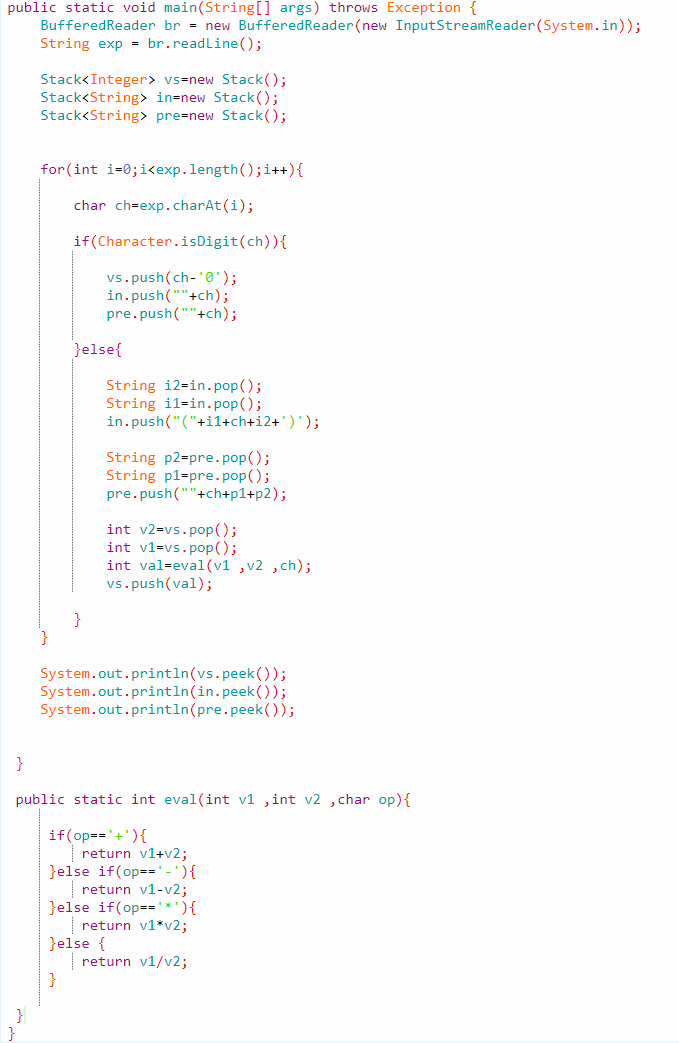 public static void main(String[] args) throws Exception {
BufferedReader br = new BufferedReader(new InputStreamReader(System.in));
String exp = br.readLine();
Stack<Integer> vs=new Stack();
Stack<String> in=new Stack();
Stack<String> pre=new Stack();
for(int i=0;i<exp.length();i++){
char ch=exp.charAt(i);
if(Character.isDigit(ch)){
vs.push(ch-'0');
in.push(""+ch);
pre.push(""+ch);
}else{
String i2=in.pop();
String i1=in.pop();
in.push("("+i1+ch+i2+')');
String p2=pre.pop();
String p1=pre.pop();
pre.push(""+ch+p1+p2);
int v2=vs.pop();
int v1=vs.pop();
int val=eval(v1 ,v2 ,ch);
vs.push(val);
}
}
System.out.println(vs.peek());
System.out.println(in.peek());
System.out.println(pre.peek());
}
public static int eval(int v1 ,int v2 ,char op){
if(op=='+'){
return v1+v2;
}else if(op=='-'){
return v1-v2;
}else if(op=='*'){
return v1*v2;
}else {
return v1/v2;
}
}
}